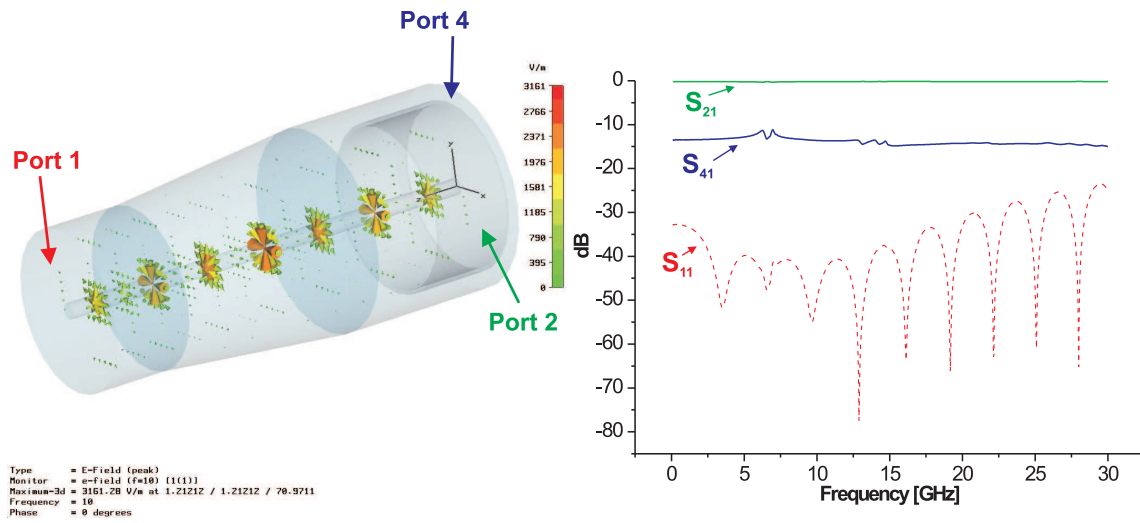 Port 4
V/m
3161
2766
2371
1976
1581
1185
790
395
0
Port 1
y
z
x
Port 2
Type = E-Field (peak)
Monitor = e-field (f=10) [1(1)]
Maximum-3d = 3161.28 V/m at 1.21212 / 1.21212 / 70.9711
Frequency = 10
Phase = 0 degrees
0
-10
-20
-30
-40
-50
-60
-70
-80
dB
S21
S41
S11
0 5 10 15 20 25 30
Frequency [GHz]